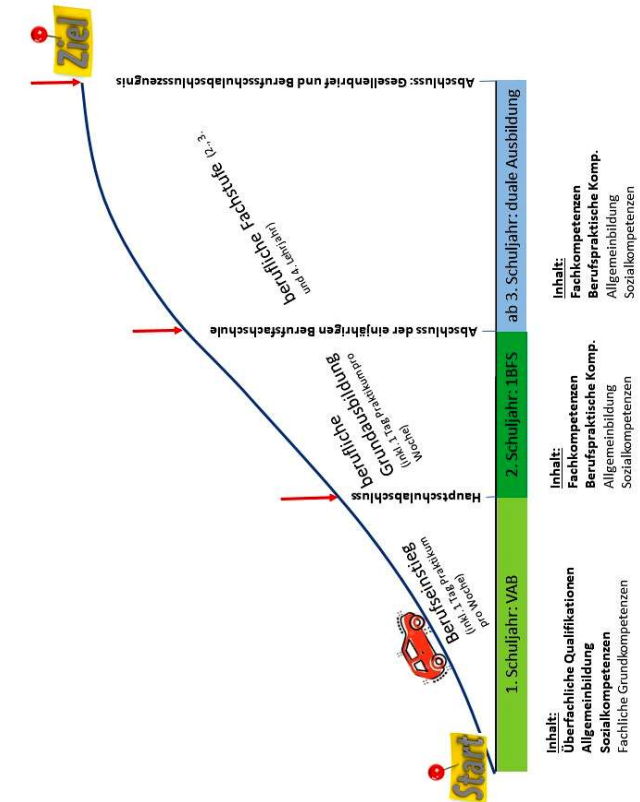 Ziel
Abschluss: Gesellenbrief und Berufsschulabschlusszeugnis
berufliche Fachstufe (2., 3.
und 4. Lehrjahr)
Abschluss der einjährigen Berufsfachschule
berufliche
Grundausbildung
(inkl. 1 Tag Praktikum pro
Woche)
Hauptschulabschluss
Berufseinstieg
(inkl. 1 Tag Praktikum
pro Woche)
Start
1. Schuljahr: VAB
2. Schuljahr: 1BFS
ab 3. Schuljahr: duale Ausbildung
Inhalt:
Überfachliche Qualifikationen
Allgemeinbildung
Sozialkompetenzen
Fachliche Grundkompetenzen
Inhalt:
Fachkompetenzen
Berufspraktische Komp.
Allgemeinbildung
Sozialkompetenzen
Inhalt:
Fachkompetenzen
Berufspraktische Komp.
Allgemeinbildung
Sozialkompetenzen